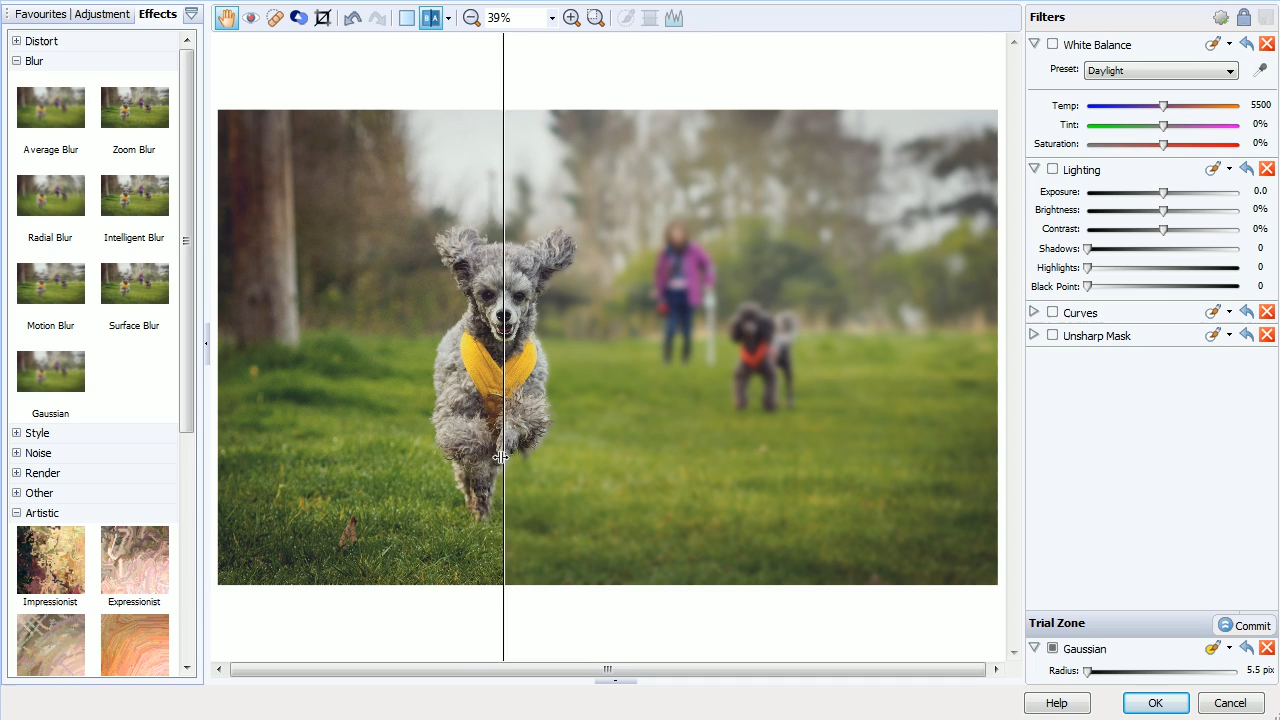 Favourites | Adjustment Effects
Distort
Blur
Average Blur Zoom Blur
Radial Blur Intelligent Blur
Motion Blur Surface Blur
Gaussian
Style
Noise
Render
Other
Artistic
Impressionist Expressionist
B A
39%
Filters
White Balance
Preset: Daylight
Temp: 5500
Tint: 0%
Saturation: 0%
Lighting
Exposure: 0.0
Brightness: 0%
Contrast: 0%
Shadows: 0
Highlights: 0
Black Point: 0
Curves
Unsharp Mask
Trial Zone Commit
Gaussian
Radius: 5.5 pix
Help OK Cancel